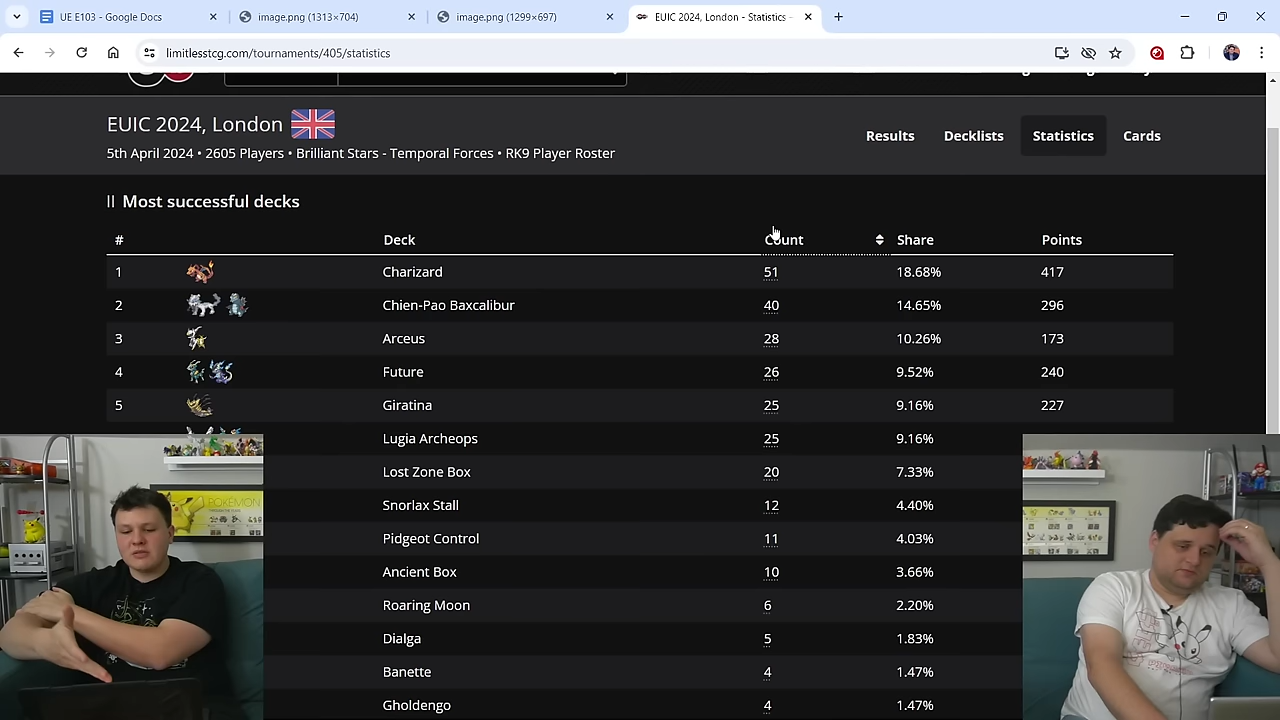 UE E103 - Google Docs
image.png (1313×704)
image.png (1299×697)
EUIC 2024, London - Statistics -
limitlesstcg.com/tournaments/405/statistics
EUIC 2024, London
Results Decklists Statistics Cards
5th April 2024 • 2605 Players • Brilliant Stars - Temporal Forces • RK9 Player Roster
Most successful decks
# Deck Count Share Points
1 Charizard 51 18.68% 417
2 Chien-Pao Baxcalibur 40 14.65% 296
3 Arceus 28 10.26% 173
4 Future 26 9.52% 240
5 Giratina 25 9.16% 227
Lugia Archeops 25 9.16%
Lost Zone Box 20 7.33%
Snorlax Stall 12 4.40%
Pidgeot Control 11 4.03%
Ancient Box 10 3.66%
Roaring Moon 6 2.20%
Dialga 5 1.83%
Banette 4 1.47%
Gholdengo 4 1.47%
POKÉMON